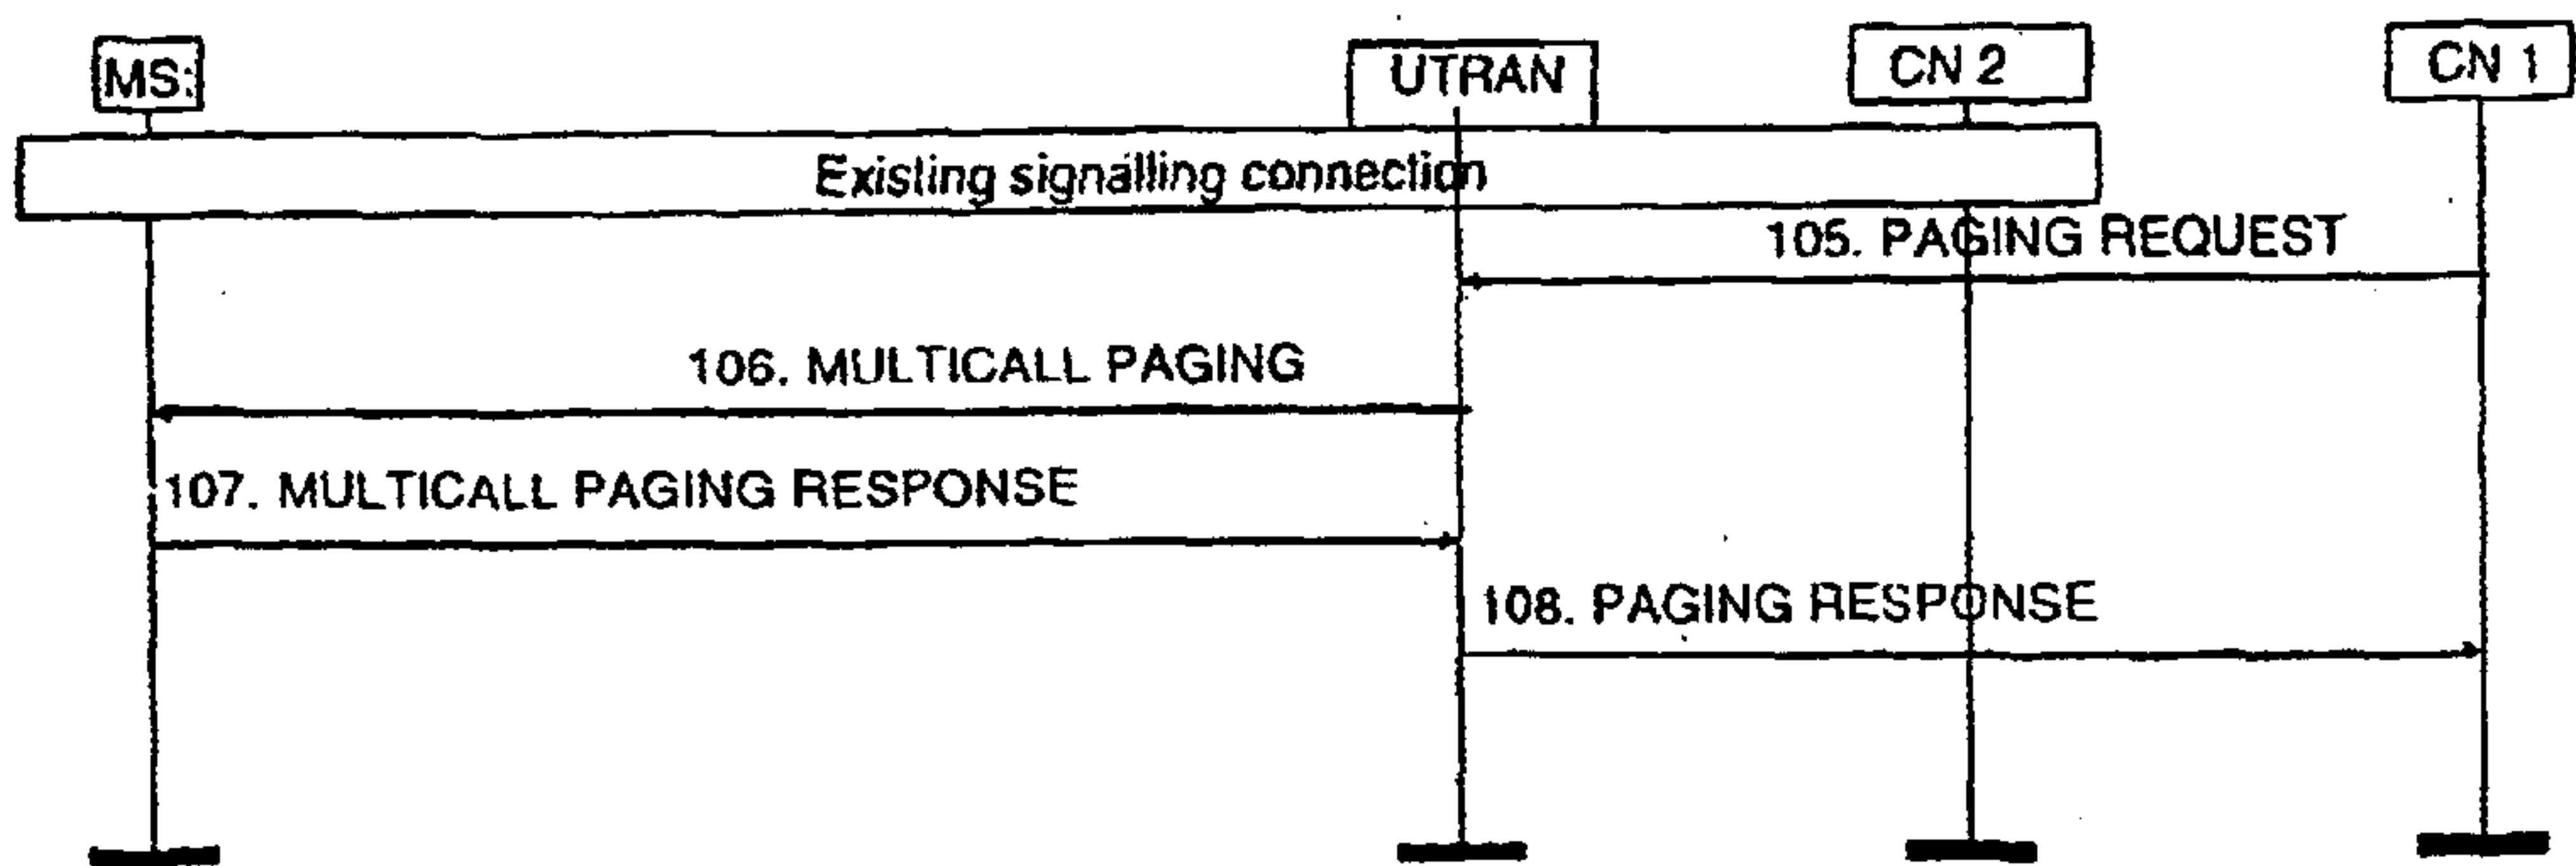 MS:
UTRAN
CN 2
CN 1
Existing signalling connection
105. PAGING REQUEST
106. MULTICALL PAGING
107. MULTICALL PAGING RESPONSE
108. PAGING RESPONSE